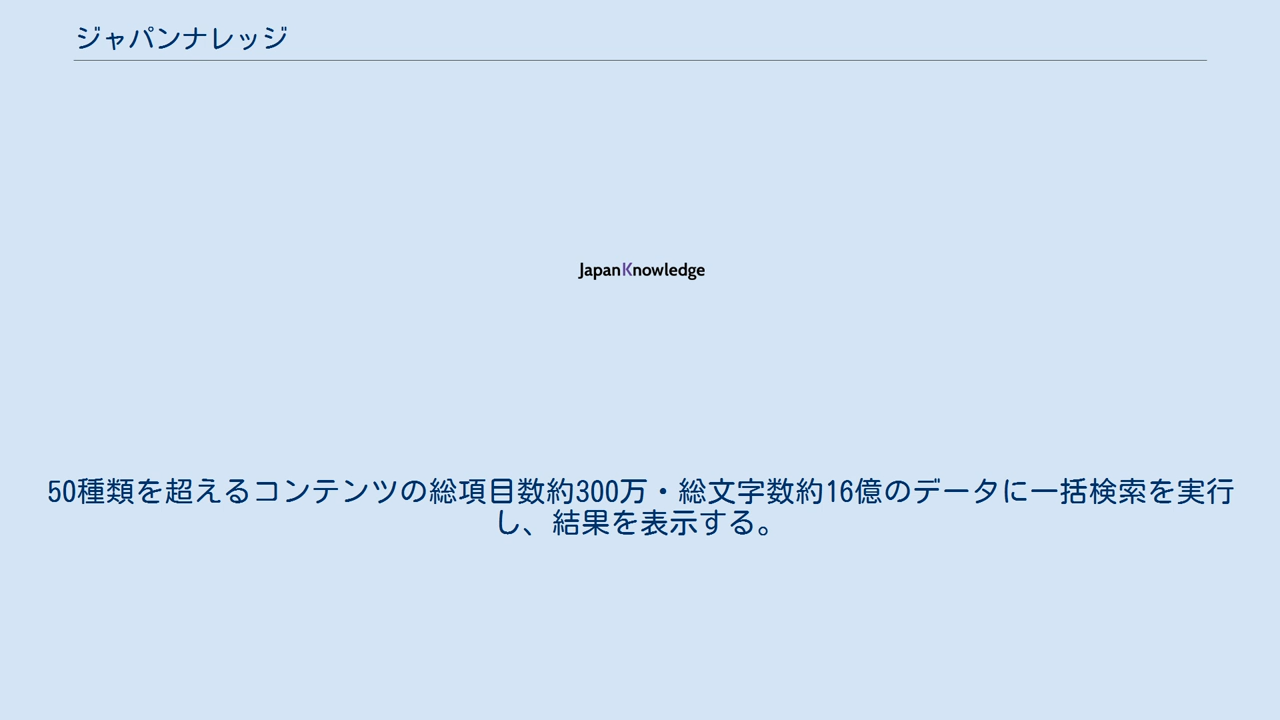 ジャパンナレッジ
JapanKnowledge
50種類を超えるコンテンツの総項目数約300万・総文字数約16億のデータに一括検索を実行
し、結果を表示する。